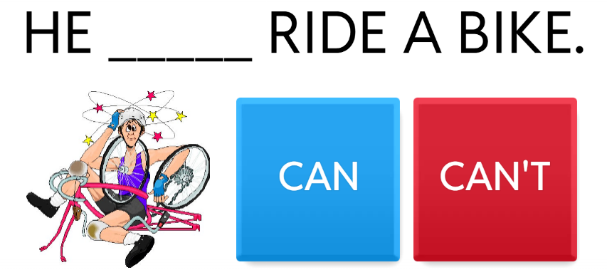 HE _____ RIDE A BIKE.
CAN
CAN'T